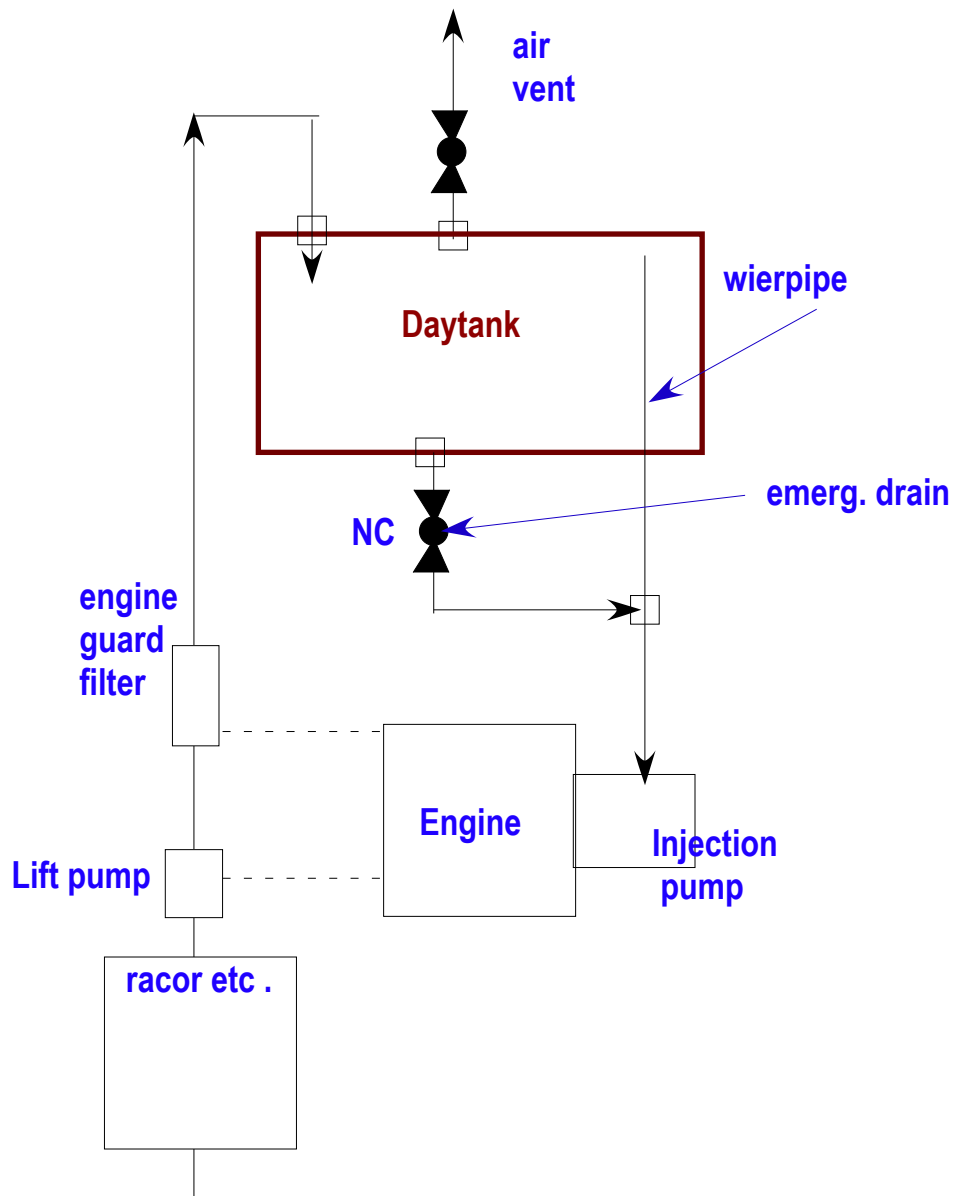 air
vent
wierpipe
Daytank
emerg. drain
NC
engine
guard
filter
Engine
Injection
pump
Lift pump
racor etc .